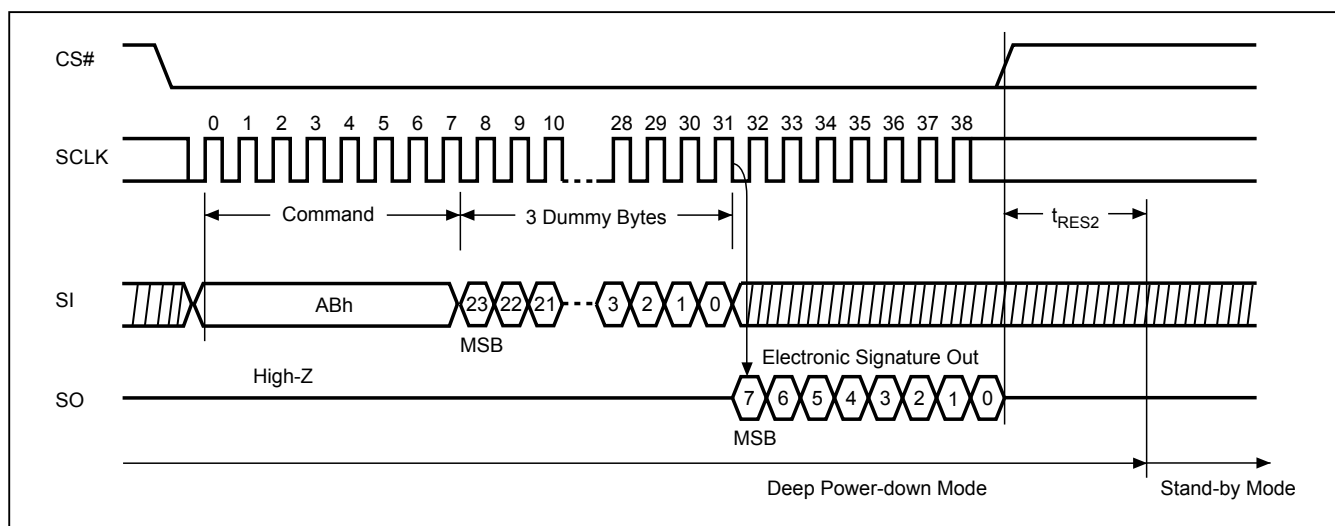 CS#
0 1 2 3 4 5 6 7 8 9 10 28 29 30 31 32 33 34 35 36 37 38
SCLK
Command
3 Dummy Bytes
tRES2
SI
ABh
23 22 21 3 2 1 0
MSB
Electronic Signature Out
High-Z
SO
7 6 5 4 3 2 1 0
MSB
Deep Power-down Mode
Stand-by Mode